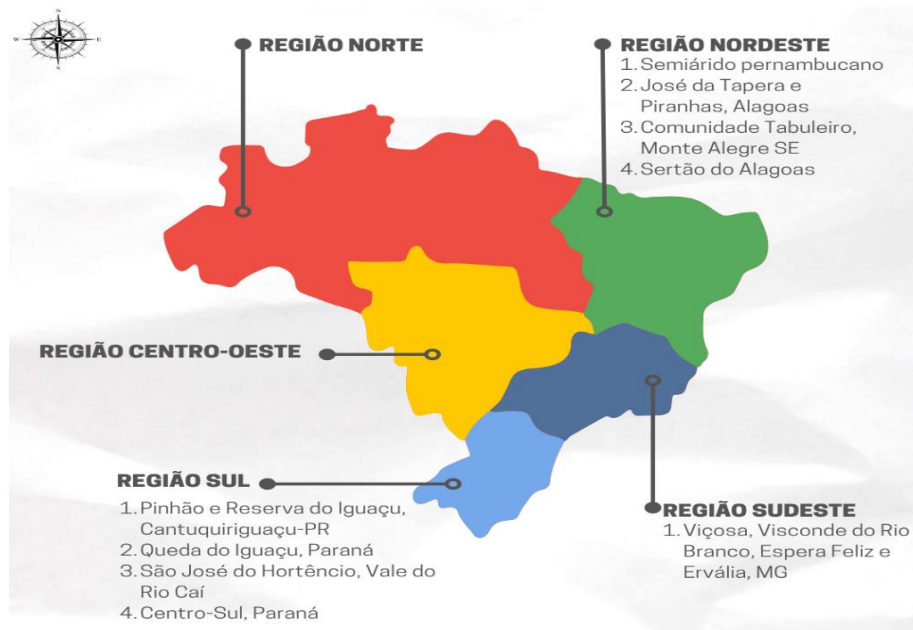 N
W
E
S
REGIÃO NORTE
REGIÃO NORDESTE
1. Semiárido pernambucano
2. José da Tapera e
Piranhas, Alagoas
3. Comunidade Tabuleiro,
Monte Alegre SE
4. Sertão do Alagoas
REGIÃO CENTRO-OESTE
REGIÃO SUL
1. Pinhão e Reserva do Iguaçu,
Cantuquiriguaçu-PR
2. Queda do Iguaçu, Paraná
3. São José do Hortêncio, Vale do
Rio Caí
4. Centro-Sul, Paraná
REGIÃO SUDESTE
1. Viçosa, Visconde do Rio
Branco, Espera Feliz e
Ervália, MG